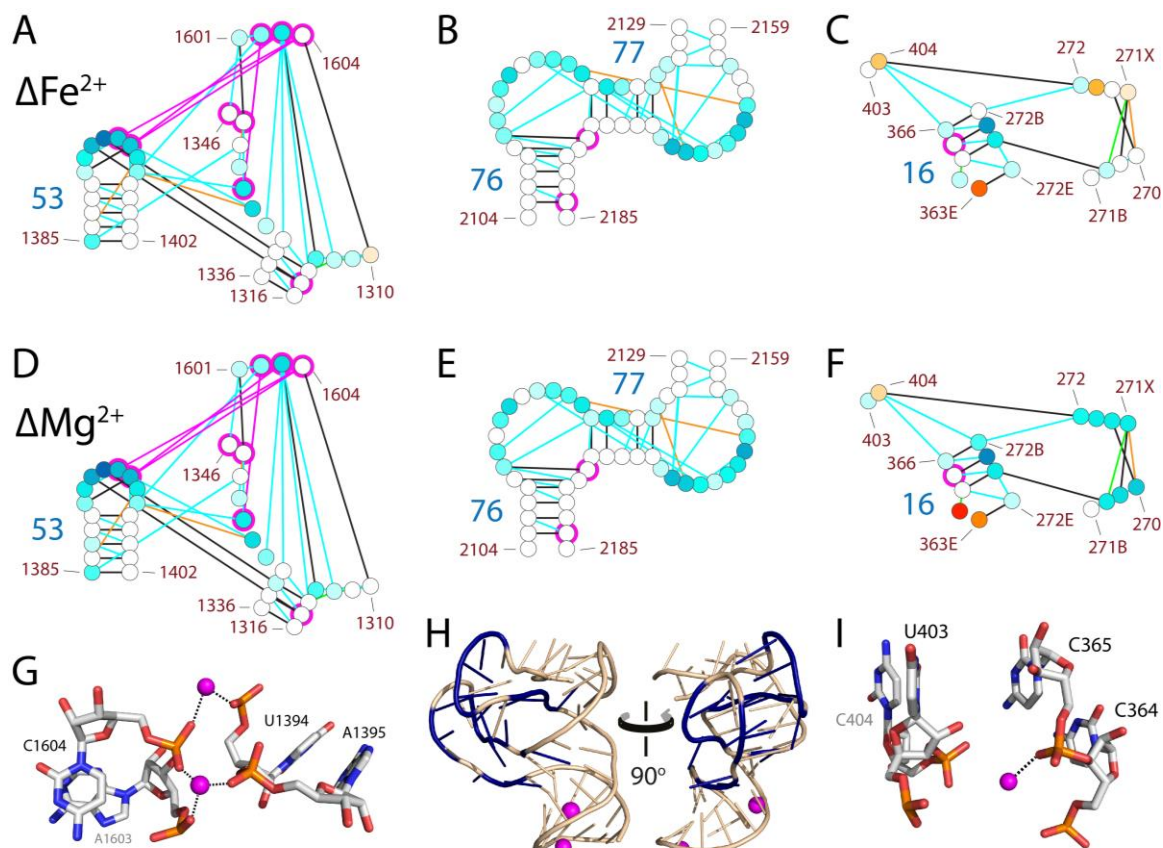 A
ΔFe2+
1601
1604
1346
53
1385
1402
1336
1316
1310
B
2129
77
2159
76
2104
2185
C
404
403
272
271X
366
272B
16
272E
363E
271B
270
D
ΔMg2+
1601
1604
1346
53
1385
1402
1336
1316
1310
E
2129
77
2159
76
2104
2185
F
404
403
272
271X
366
272B
16
272E
363E
271B
270
G
C1604
A1603
U1394
A1395
H
90o
I
U403
C404
C365
C364